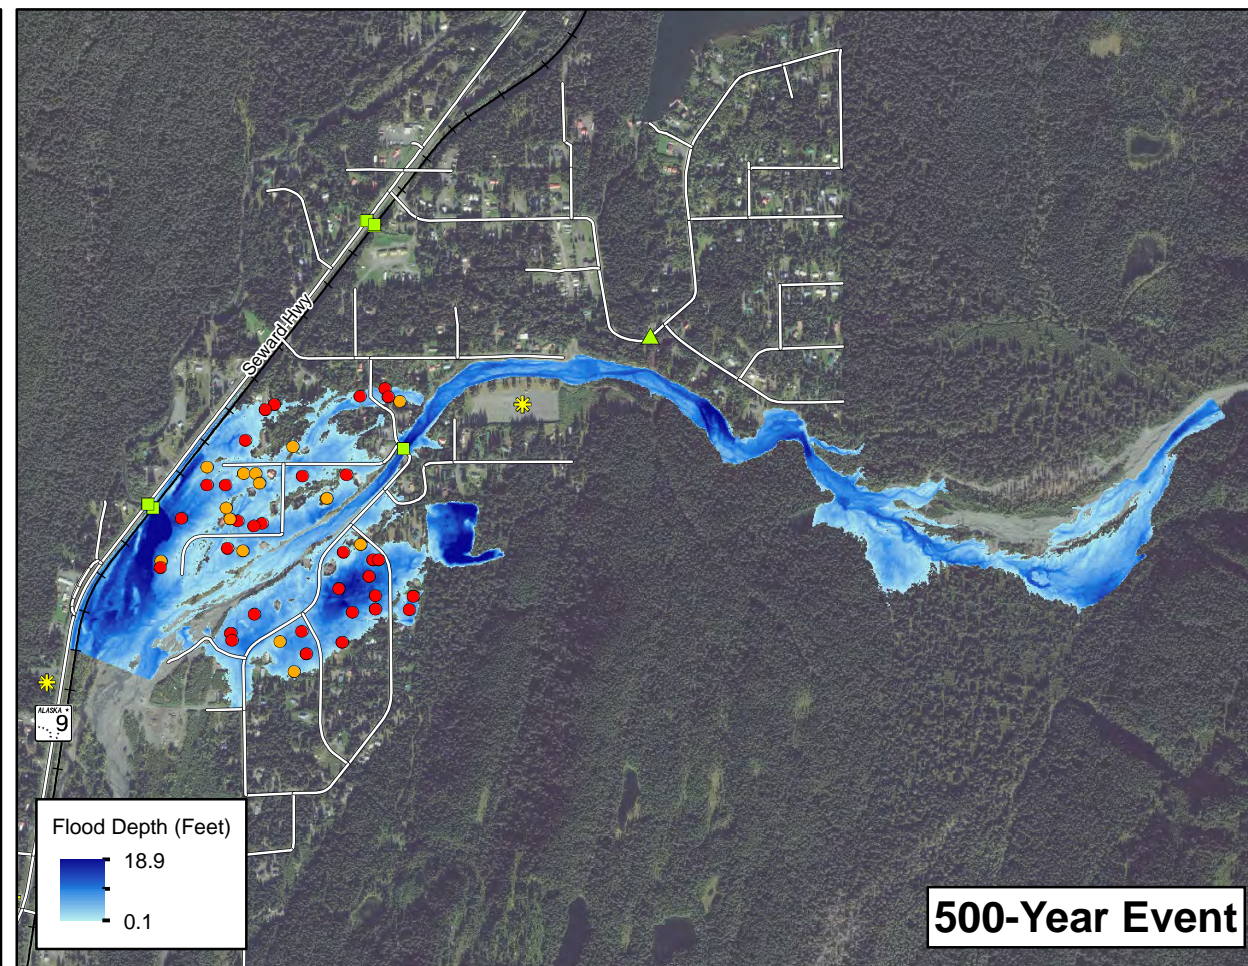 Seward Hwy
ALASKA
9
Flood Depth (Feet)
18.9
0.1
500-Year Event